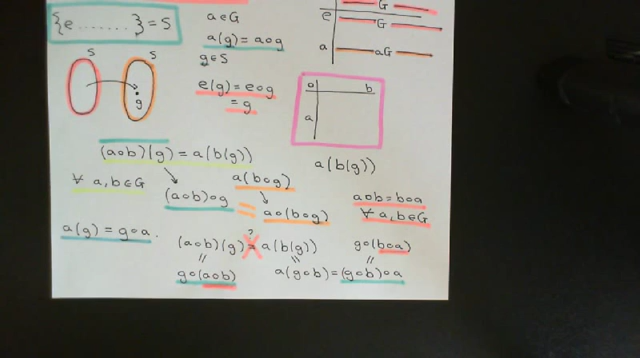 {e ........} = S
a∈G
a(g) = a∘g
g∈S
S S
g
e(g) = e∘g
= g
G
e G
a aG
∘ b
a
(a∘b)(g) = a(b(g))
a(b(g))
∀ a,b∈G
(a∘b)∘g = a∘(b∘g)
a(b∘g)
a∘b = b∘a
∀ a,b∈G
a(g) = g∘a.
?
(a∘b)(g) = a(b(g))
g∘(b∘a)
= = =
g∘(a∘b)
a(g∘b) = (g∘b)∘a